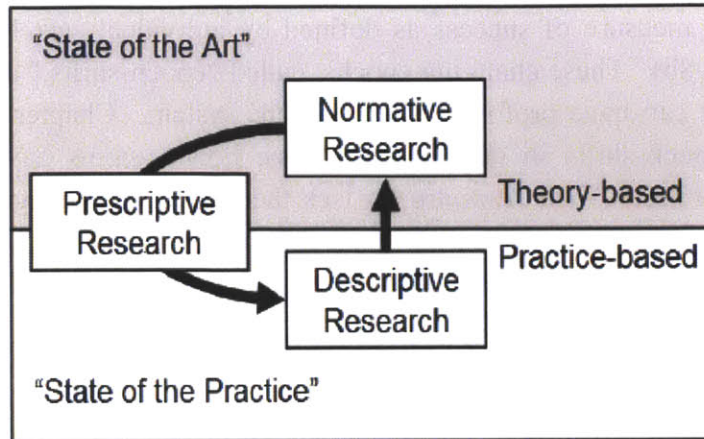 "State of the Art"
Normative
Research
Prescriptive
Research
Theory-based
Practice-based
Descriptive
Research
"State of the Practice"